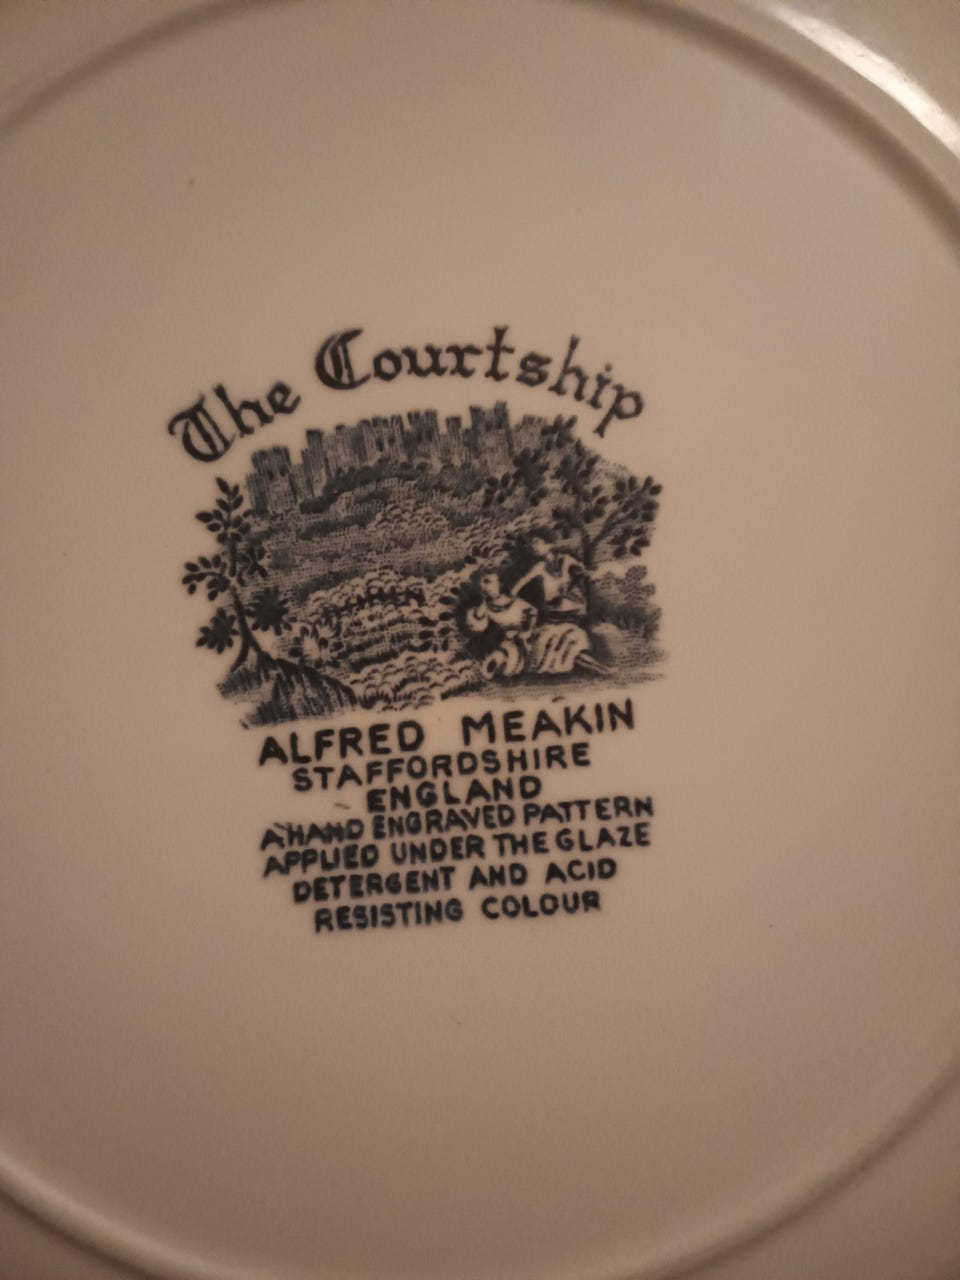 The Courtship
ALFRED MEAKIN
STAFFORDSHIRE
ENGLAND
A HAND ENGRAVED PATTERN
APPLIED UNDER THE GLAZE
DETERGENT AND ACID
RESISTING COLOUR